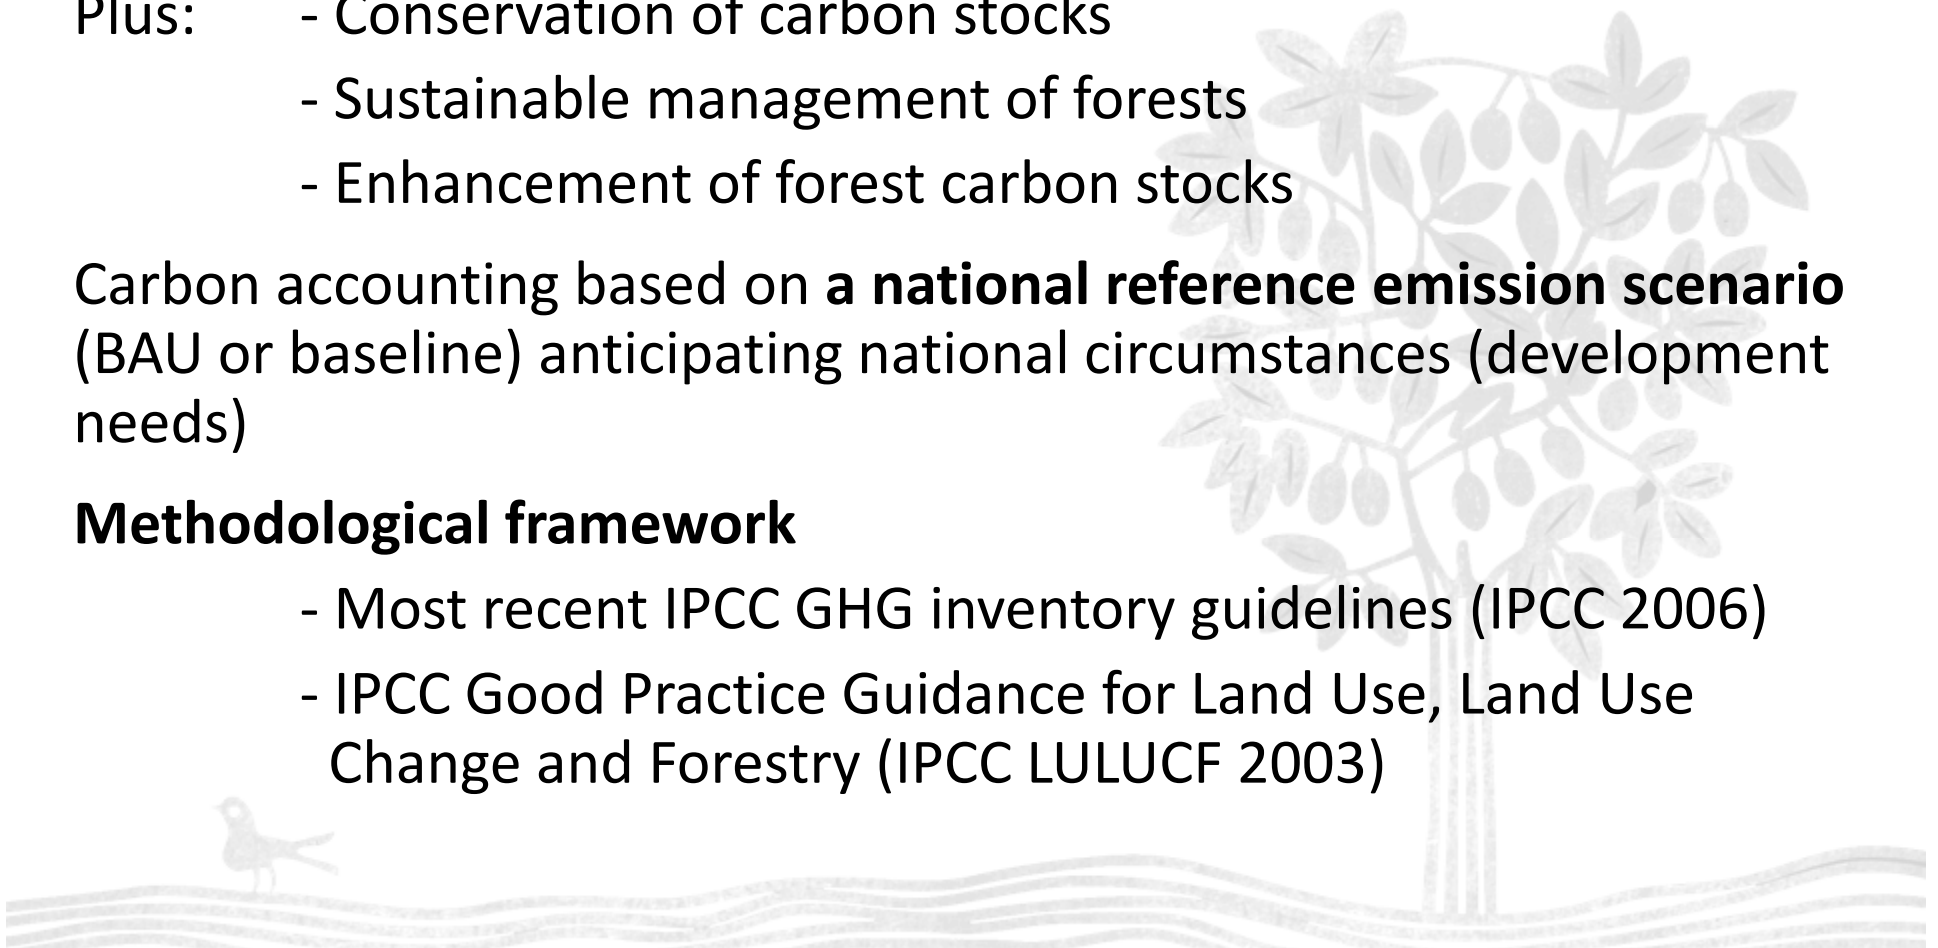 Plus: - Conservation of carbon stocks
- Sustainable management of forests
- Enhancement of forest carbon stocks
Carbon accounting based on a national reference emission scenario
(BAU or baseline) anticipating national circumstances (development
needs)
Methodological framework
- Most recent IPCC GHG inventory guidelines (IPCC 2006)
- IPCC Good Practice Guidance for Land Use, Land Use
Change and Forestry (IPCC LULUCF 2003)